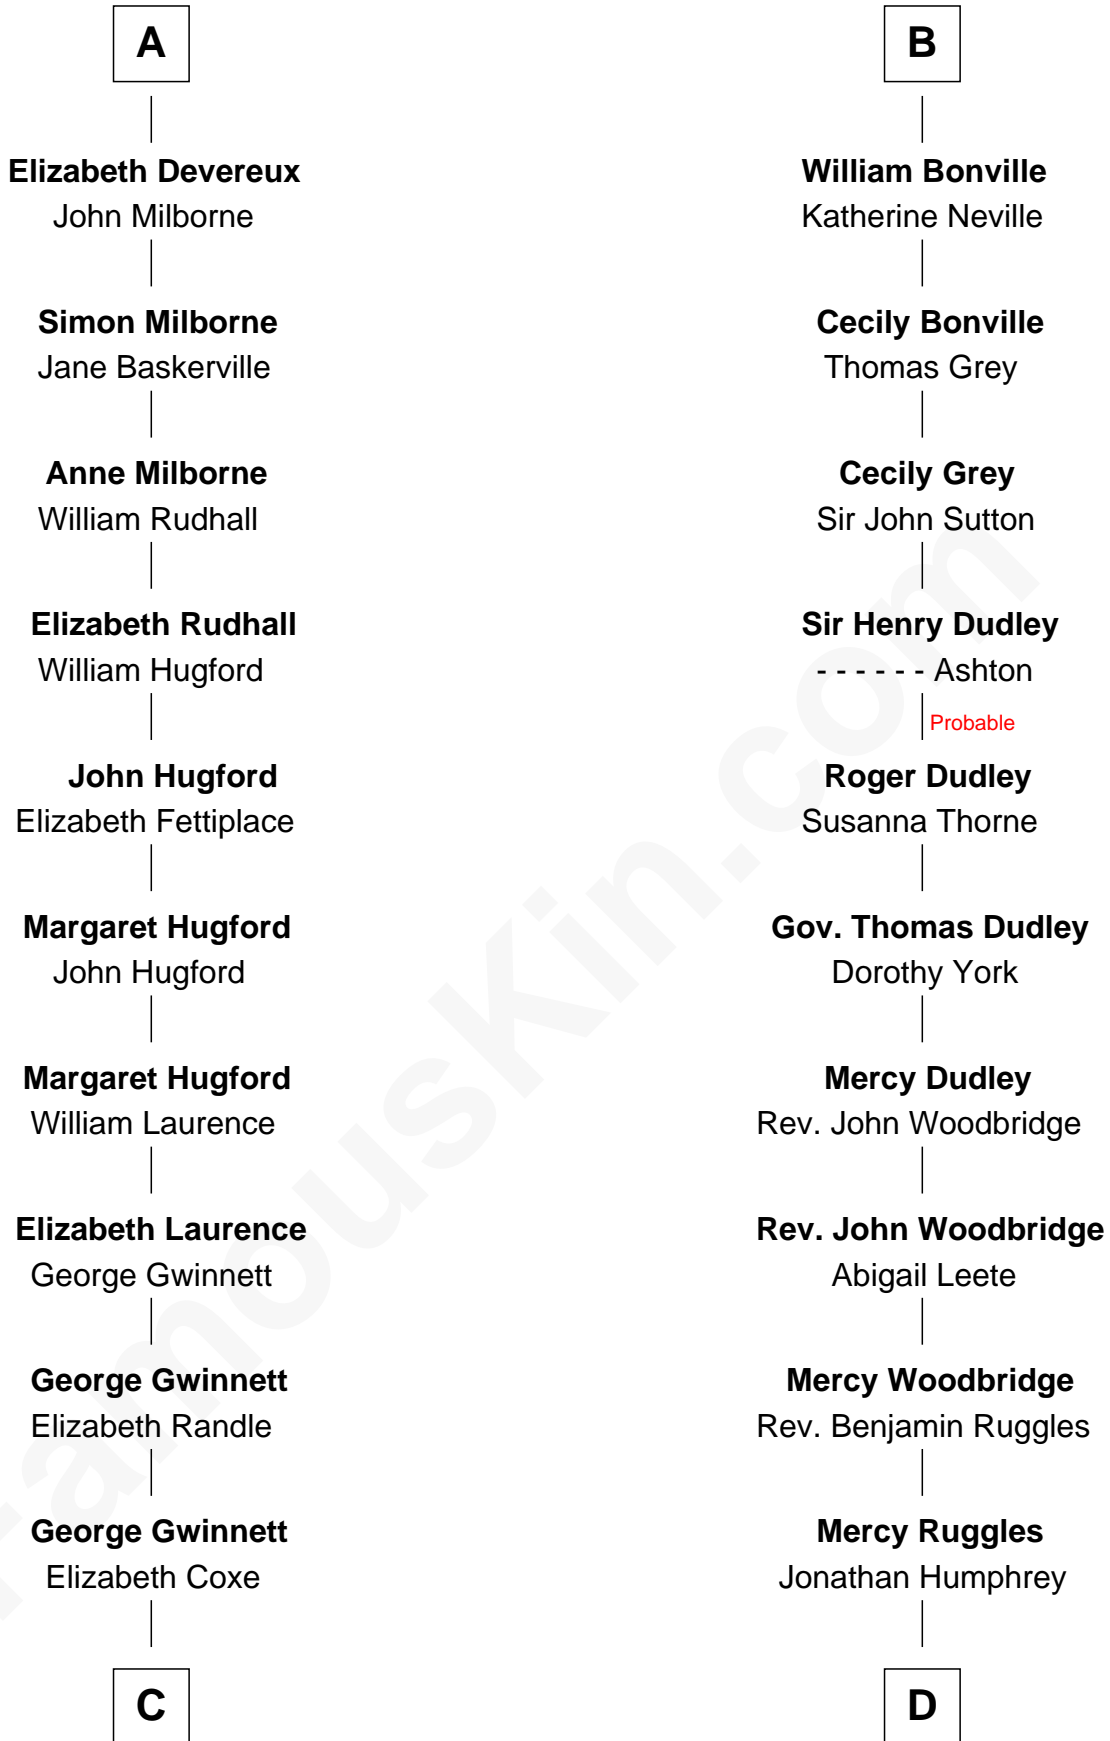 A
Elizabeth Devereux
John Milborne
Simon Milborne
Jane Baskerville
Anne Milborne
William Rudhall
Elizabeth Rudhall
William Hugford
John Hugford
Elizabeth Fettiplace
Margaret Hugford
John Hugford
Margaret Hugford
William Laurence
Elizabeth Laurence
George Gwinnett
George Gwinnett
Elizabeth Randle
George Gwinnett
Elizabeth Coxe
C
B
William Bonville
Katherine Neville
Cecily Bonville
Thomas Grey
Cecily Grey
Sir John Sutton
Sir Henry Dudley
- - - - - - Ashton
Probable
Roger Dudley
Susanna Thorne
Gov. Thomas Dudley
Dorothy York
Mercy Dudley
Rev. John Woodbridge
Rev. John Woodbridge
Abigail Leete
Mercy Woodbridge
Rev. Benjamin Ruggles
Mercy Ruggles
Jonathan Humphrey
D
FamousKin.com